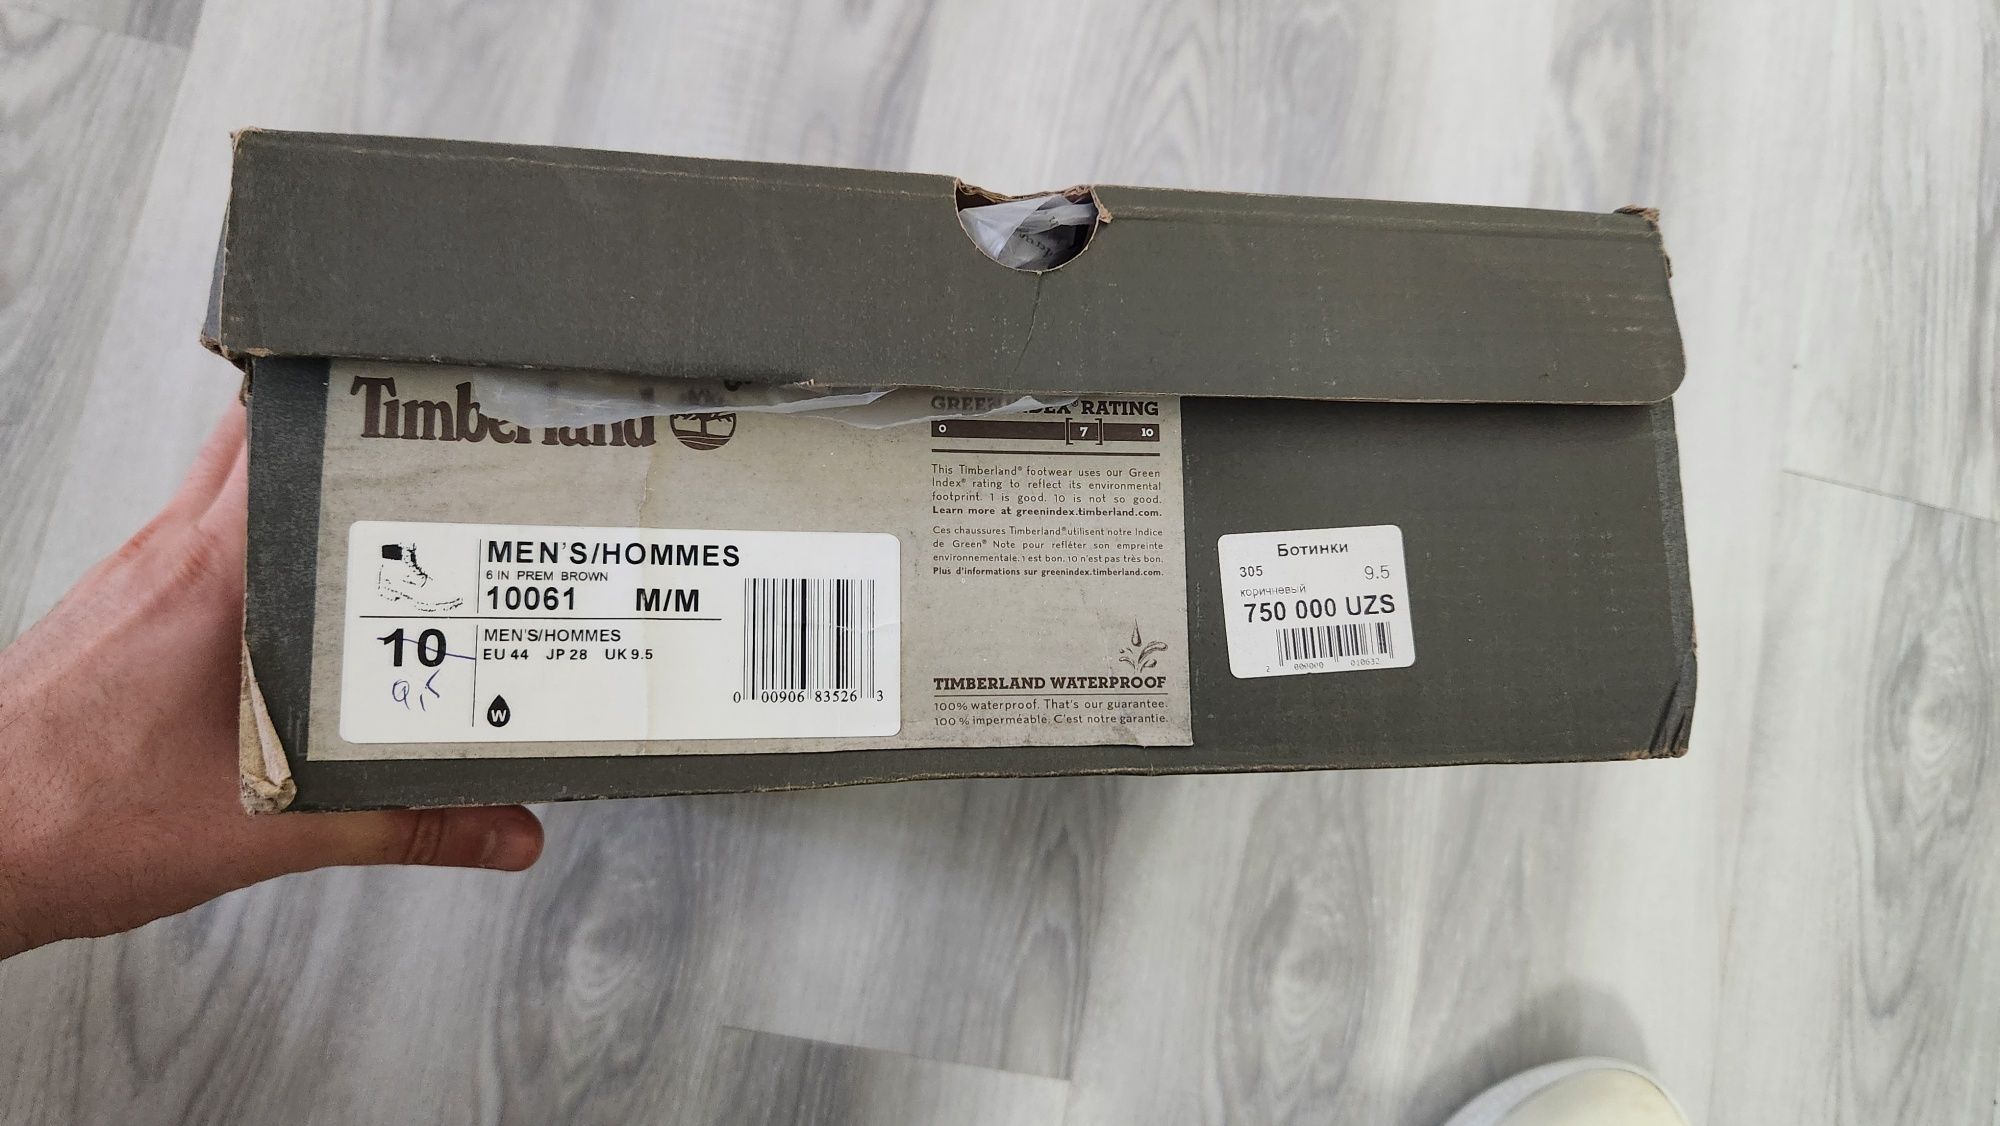 Timberland
GREEN INDEX® RATING
0 7 10
This Timberland® footwear uses our Green
Index® rating to reflect its environmental
footprint. 1 is good. 10 is not so good.
Learn more at greenindex.timberland.com.
Ces chaussures Timberland® utilisent notre Indice
de Green® Note pour refléter son empreinte
environnementale. 1 est bon. 10 n'est pas très bon.
Plus d'informations sur greenindex.timberland.com.
TIMBERLAND WATERPROOF
100% waterproof. That's our guarantee.
100 % imperméable. C'est notre garantie.
MEN'S/HOMMES
6 IN PREM BROWN
10061 M/M
10
9,5
MEN'S/HOMMES
EU 44 JP 28 UK 9.5
W
0 00906 83526 3
Ботинки
305 9.5
коричневый
750 000 UZS
2 000000 010632